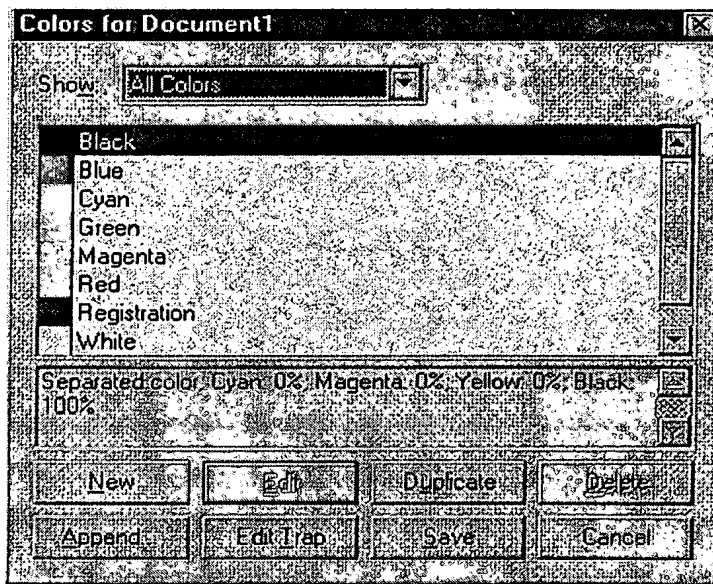 Colors for Document1
Show All Colors
Black
Blue
Cyan
Green
Magenta
Red
Registration
White
Separated color Cyan: 0%; Magenta: 0%; Yellow: 0%; Black:
100%
New Edit Duplicate Delete
Append Edit Trap Save Cancel